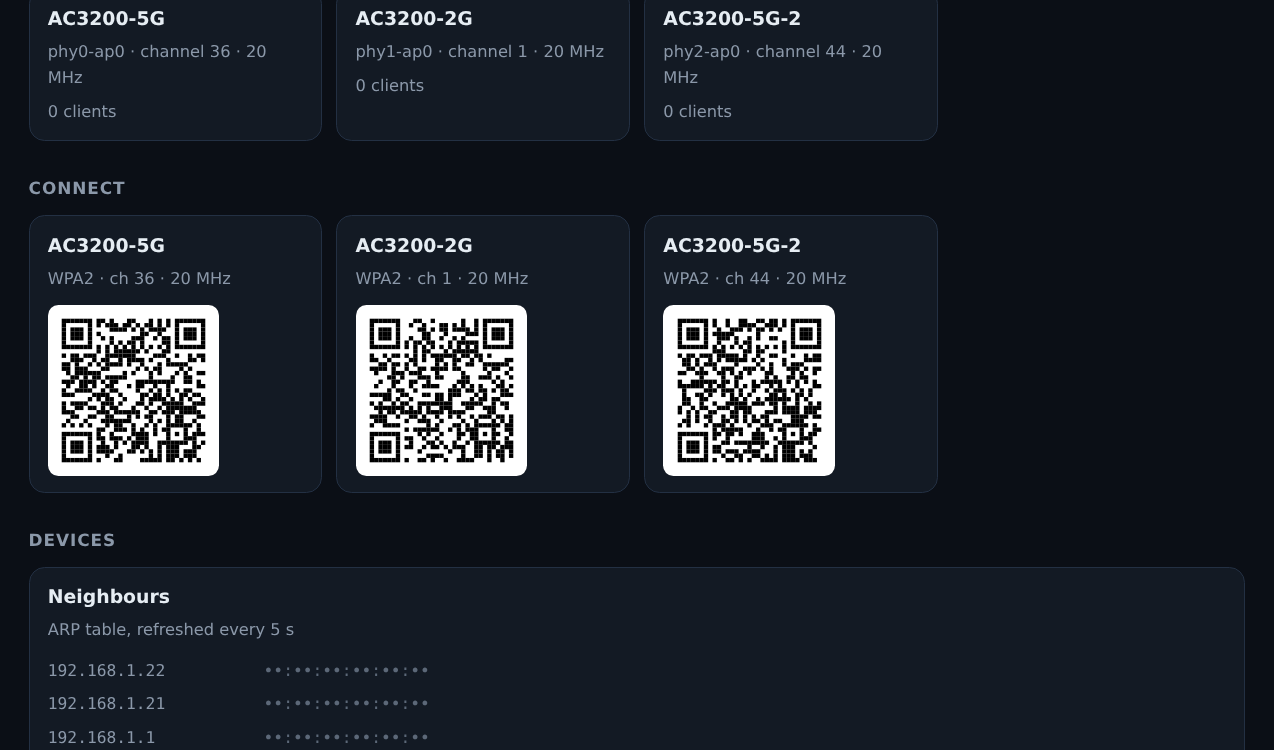 AC3200-5G
phy0-ap0 · channel 36 · 20
MHz
0 clients
AC3200-2G
phy1-ap0 · channel 1 · 20 MHz
0 clients
AC3200-5G-2
phy2-ap0 · channel 44 · 20
MHz
0 clients
CONNECT
AC3200-5G
WPA2 · ch 36 · 20 MHz
AC3200-2G
WPA2 · ch 1 · 20 MHz
AC3200-5G-2
WPA2 · ch 44 · 20 MHz
DEVICES
Neighbours
ARP table, refreshed every 5 s
192.168.1.22 ••:••:••:••:••:••
192.168.1.21 ••:••:••:••:••:••
192.168.1.1 ••:••:••:••:••:••